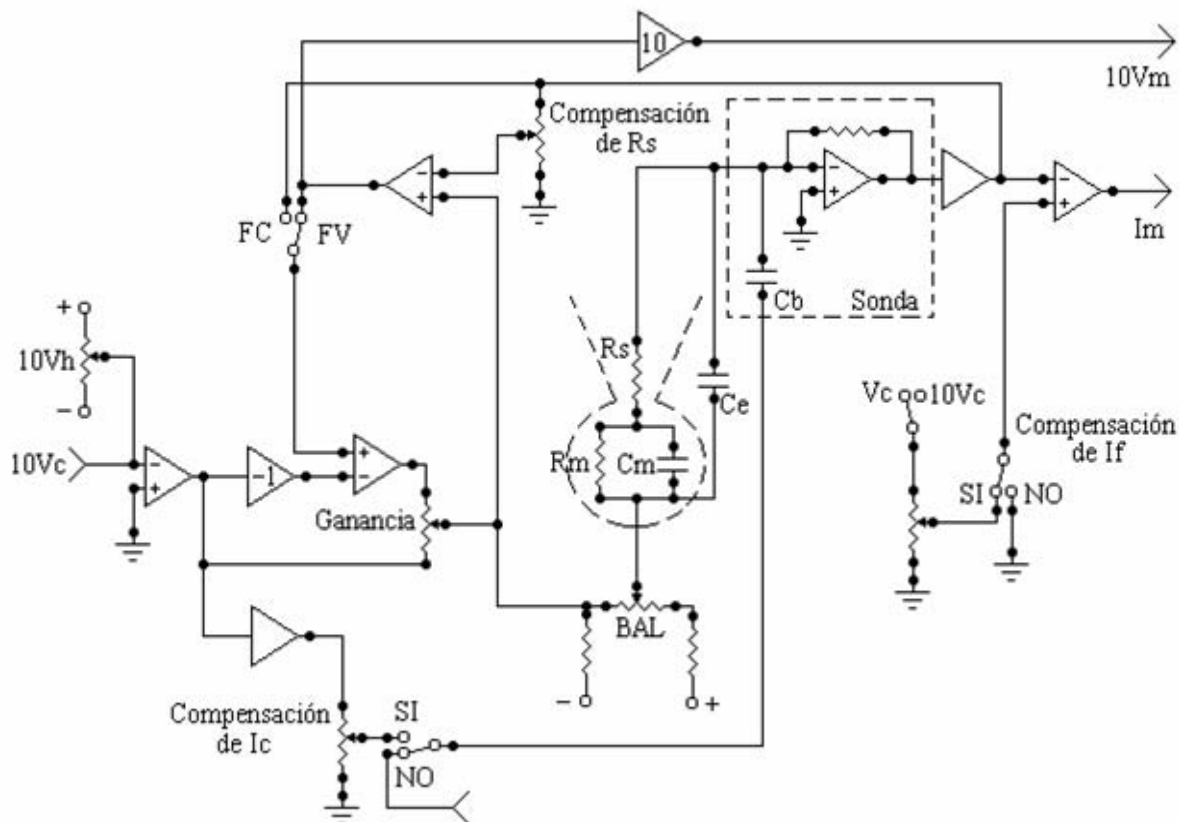 10
10Vm
Compensación
de Rs
FC
FV
Im
Cb
Sonda
+
10Vh
−
Rs
Ce
Vc
10Vc
Compensación
de If
SI
NO
10Vc
−
+
−1
+
−
Rm
Cm
Ganancia
BAL
−
+
Compensación
de Ic
SI
NO
−
+
−
+
−
+